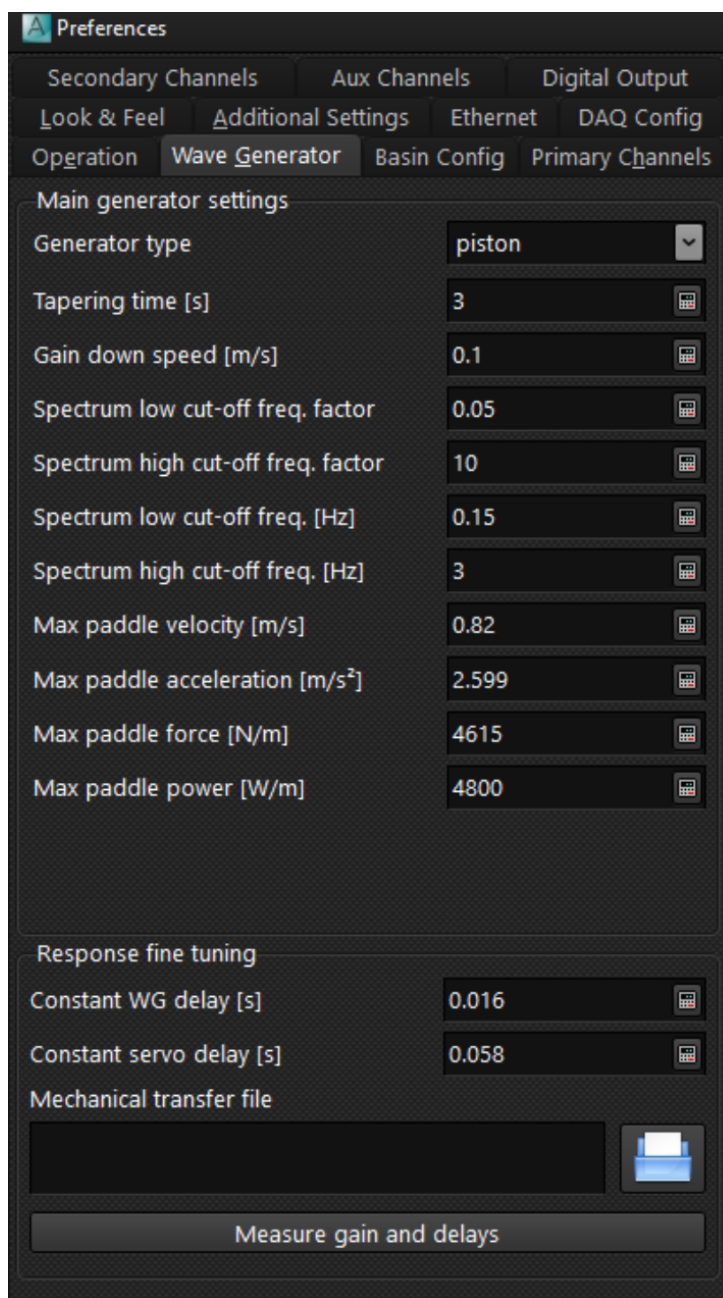 Preferences
Secondary Channels Aux Channels Digital Output
Look & Feel Additional Settings Ethernet DAQ Config
Operation Wave Generator Basin Config Primary Channels
Main generator settings
Generator type piston
Tapering time [s] 3
Gain down speed [m/s] 0.1
Spectrum low cut-off freq. factor 0.05
Spectrum high cut-off freq. factor 10
Spectrum low cut-off freq. [Hz] 0.15
Spectrum high cut-off freq. [Hz] 3
Max paddle velocity [m/s] 0.82
Max paddle acceleration [m/s²] 2.599
Max paddle force [N/m] 4615
Max paddle power [W/m] 4800
Response fine tuning
Constant WG delay [s] 0.016
Constant servo delay [s] 0.058
Mechanical transfer file
Measure gain and delays